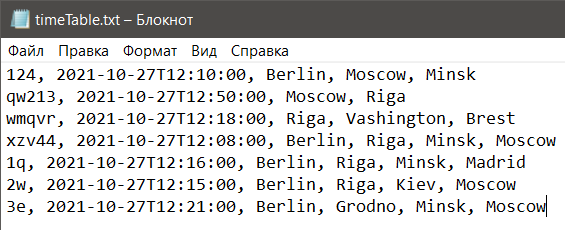 timeTable.txt – Блокнот
Файл Правка Формат Вид Справка
124, 2021-10-27T12:10:00, Berlin, Moscow, Minsk
qw213, 2021-10-27T12:50:00, Moscow, Riga
wmqvr, 2021-10-27T12:18:00, Riga, Vashington, Brest
xzv44, 2021-10-27T12:08:00, Berlin, Riga, Minsk, Moscow
1q, 2021-10-27T12:16:00, Berlin, Riga, Minsk, Madrid
2w, 2021-10-27T12:15:00, Berlin, Riga, Kiev, Moscow
3e, 2021-10-27T12:21:00, Berlin, Grodno, Minsk, Moscow